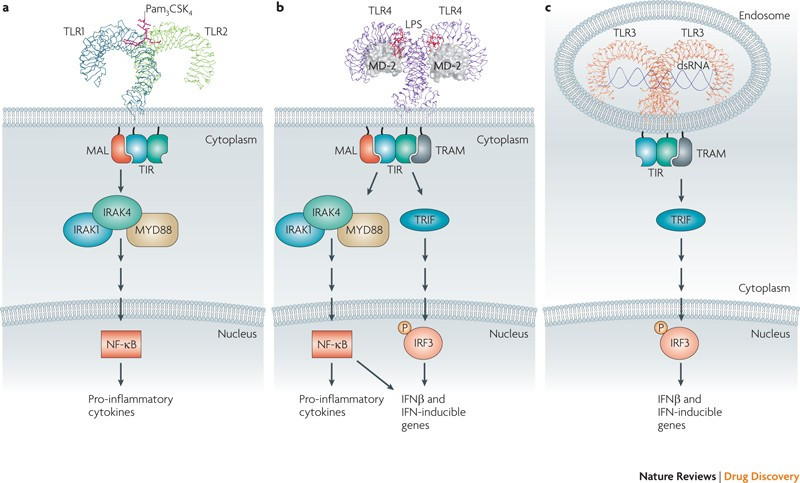 a
Pam3CSK4
TLR1
TLR2
Cytoplasm
MAL
TIR
IRAK4
IRAK1
MYD88
Nucleus
NF-κB
Pro-inflammatory
cytokines
b
TLR4
LPS
TLR4
MD-2
MD-2
Cytoplasm
MAL
TRAM
TIR
IRAK4
IRAK1
MYD88
TRIF
Nucleus
P
NF-κB
IRF3
Pro-inflammatory
cytokines
IFNβ and
IFN-inducible
genes
c
Endosome
TLR3
TLR3
dsRNA
TRAM
TIR
TRIF
Cytoplasm
Nucleus
P
IRF3
IFNβ and
IFN-inducible
genes
Nature Reviews | Drug Discovery